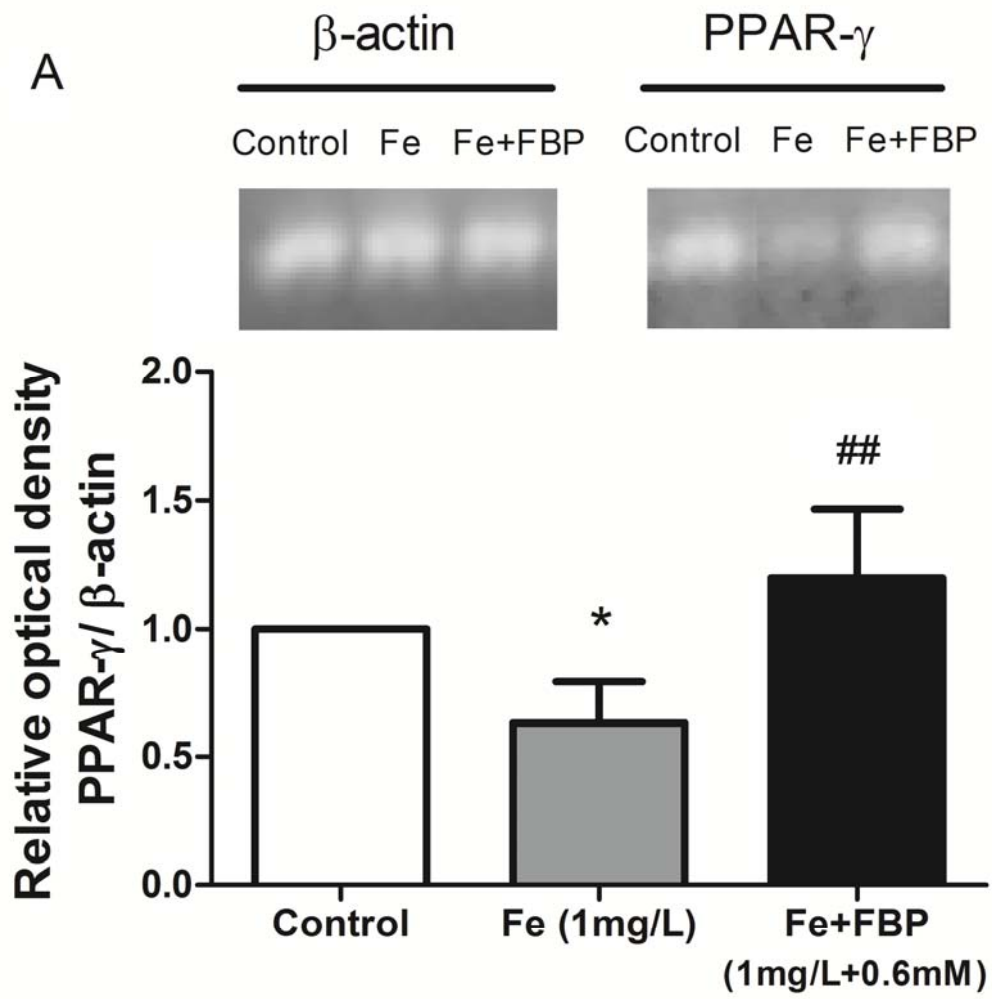 A
β-actin
PPAR-γ
Control Fe Fe+FBP
Control Fe Fe+FBP
Relative optical density
PPAR-γ/ β-actin
2.0
1.5
1.0
0.5
0.0
*
##
Control
Fe (1mg/L)
Fe+FBP
(1mg/L+0.6mM)